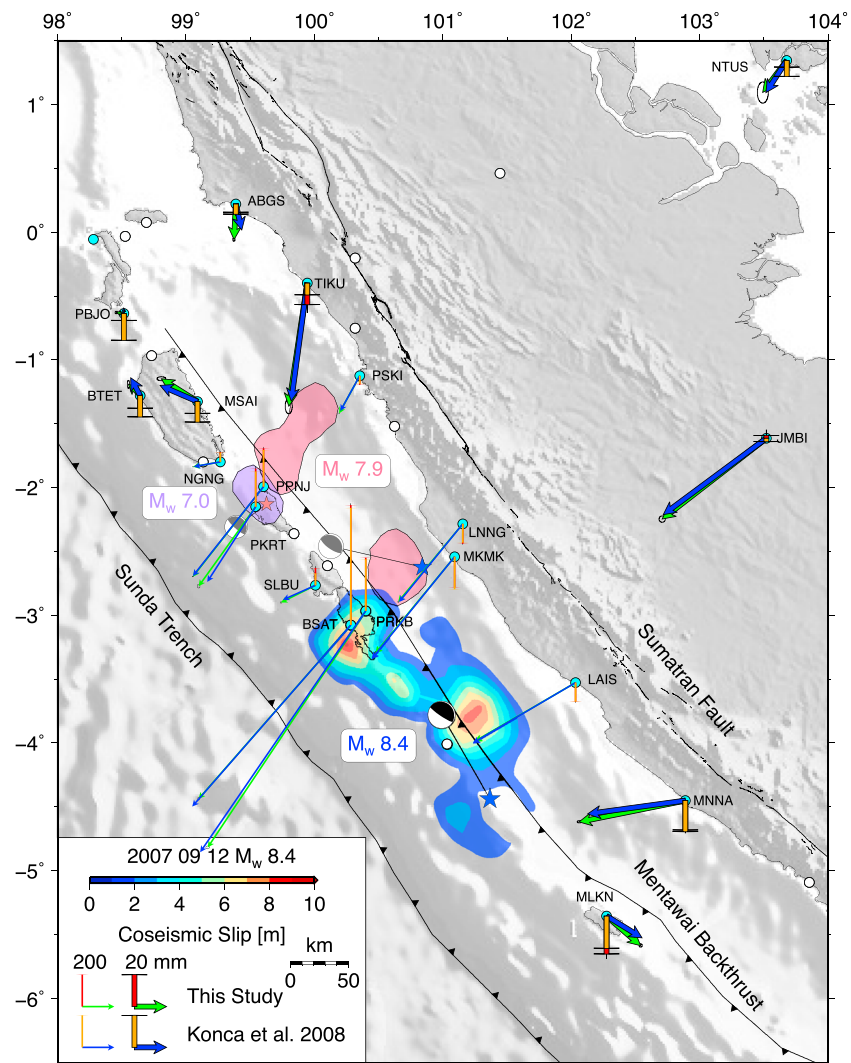 98˚ 99˚ 100˚ 101˚ 102˚ 103˚ 104˚
1˚
0˚
−1˚
−2˚
−3˚
−4˚
−5˚
−6˚
NTUS
ABGS
TIKU
PBJO
PSKI
BTET
MSAI
JMBI
Mw 7.9
NGNG
PPNJ
Mw 7.0
PKRT
LNNG
MKMK
SLBU
BSAT
PRKB
Sunda Trench
Sumatran Fault
LAIS
Mw 8.4
MNNA
MLKN
Mentawai Backthrust
2007 09 12 Mw 8.4
0 2 4 6 8 10
Coseismic Slip [m]
km
0 50
200 20 mm
This Study
Konca et al. 2008